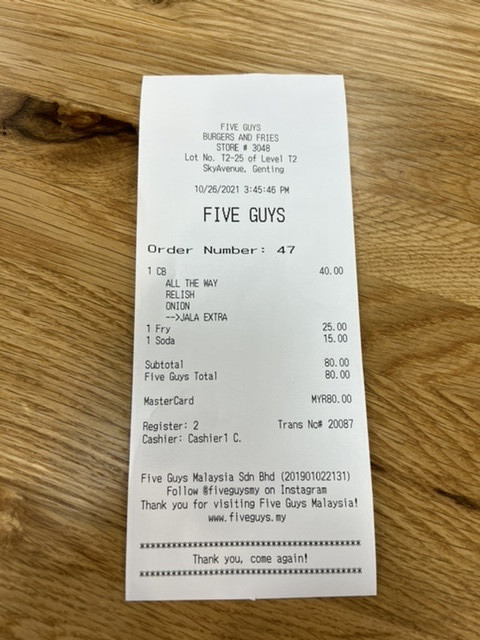 FIVE GUYS
BURGERS AND FRIES
STORE # 3048
Lot No. T2-25 of Level T2
SkyAvenue, Genting
10/26/2021 3:45:46 PM
FIVE GUYS
Order Number: 47
1 CB 40.00
ALL THE WAY
RELISH
ONION
-->JALA EXTRA
1 Fry 25.00
1 Soda 15.00
Subtotal 80.00
Five Guys Total 80.00
MasterCard MYR80.00
Register: 2 Trans No# 20087
Cashier: Cashier1 C.
Five Guys Malaysia Sdn Bhd (201901022131)
Follow @fiveguysmy on Instagram
Thank you for visiting Five Guys Malaysia!
www.fiveguys.my
Thank you, come again!